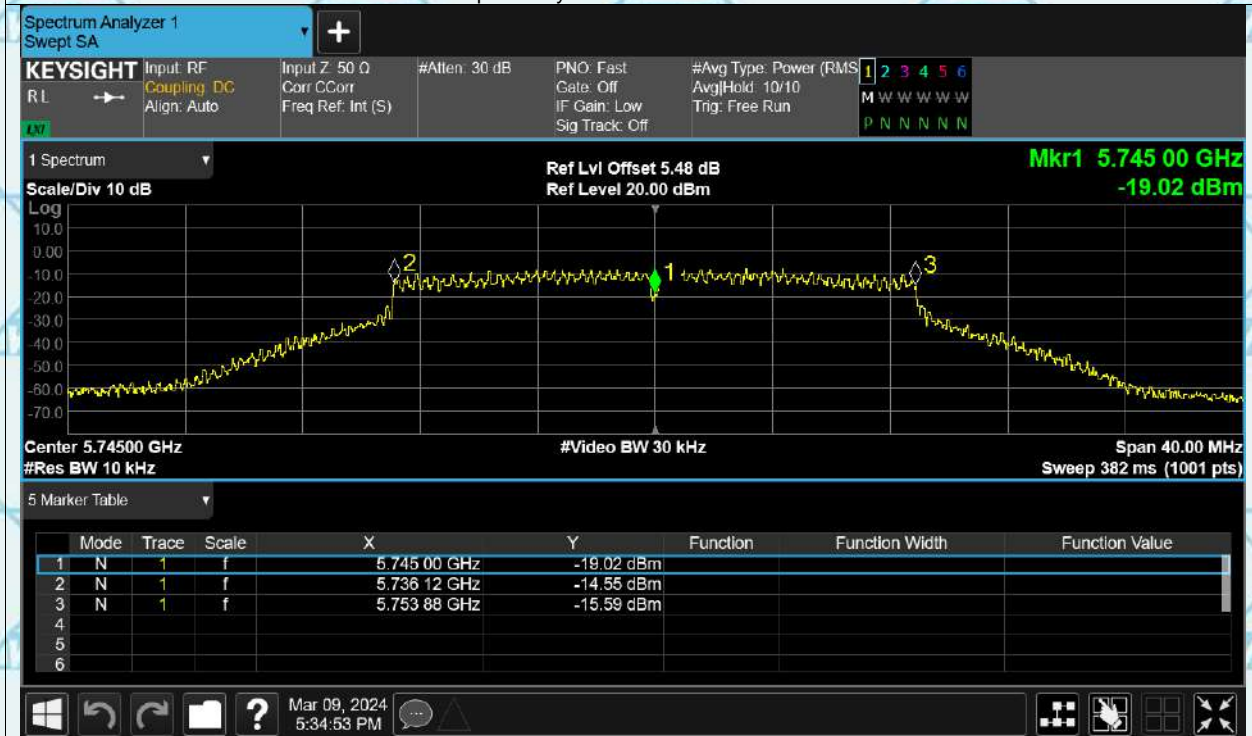 Spectrum Analyzer 1
Swept SA
+
KEYSIGHT Input: RF Input Z: 50 Ω #Atten: 30 dB PNO: Fast #Avg Type: Power (RMS 1 2 3 4 5 6
RL Coupling: DC Corr CCorr Gate: Off Avg|Hold: 10/10 M W W W W W
Align: Auto Freq Ref: Int (S) IF Gain: Low Trig: Free Run
LXI Sig Track: Off P N N N N N
1 Spectrum Ref Lvl Offset 5.48 dB Mkr1 5.745 00 GHz
Scale/Div 10 dB Ref Level 20.00 dBm -19.02 dBm
Log
10.0
0.00
2 3
-10.0 1
-20.0
-30.0
-40.0
-50.0
-60.0
-70.0
Center 5.74500 GHz #Video BW 30 kHz Span 40.00 MHz
#Res BW 10 kHz Sweep 382 ms (1001 pts)
5 Marker Table
Mode Trace Scale X Y Function Function Width Function Value
1 N 1 f 5.745 00 GHz -19.02 dBm
2 N 1 f 5.736 12 GHz -14.55 dBm
3 N 1 f 5.753 88 GHz -15.59 dBm
4
5
6
? Mar 09, 2024
5:34:53 PM